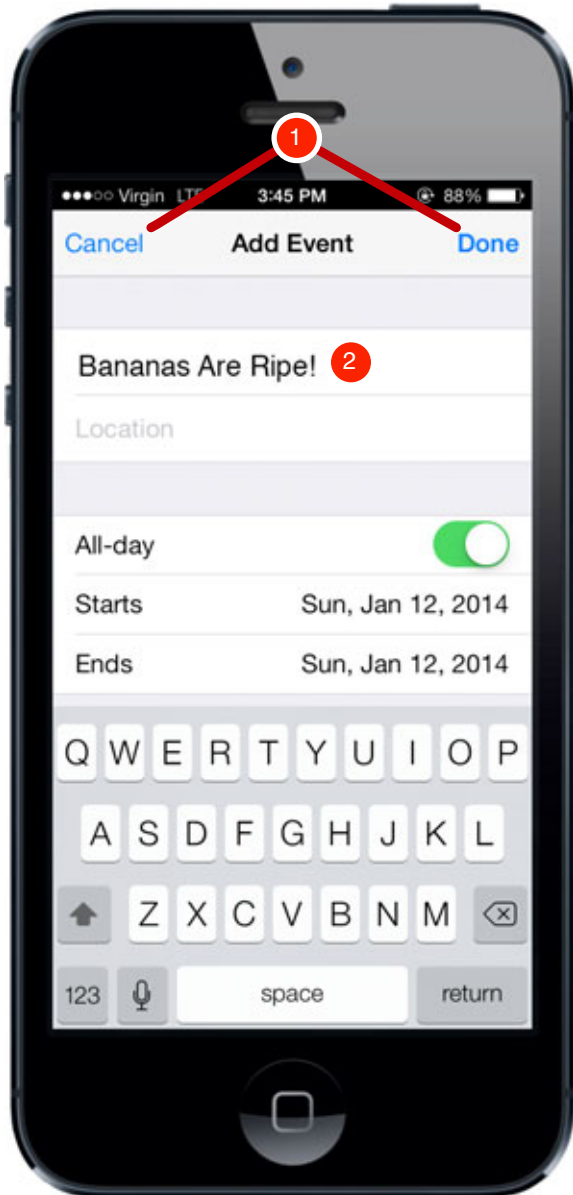 1
●●●○○ Virgin LTE 3:45 PM 88%
Cancel Add Event Done
Bananas Are Ripe! 2
Location
All-day
Starts Sun, Jan 12, 2014
Ends Sun, Jan 12, 2014
Q W E R T Y U I O P
A S D F G H J K L
Z X C V B N M
123 space return